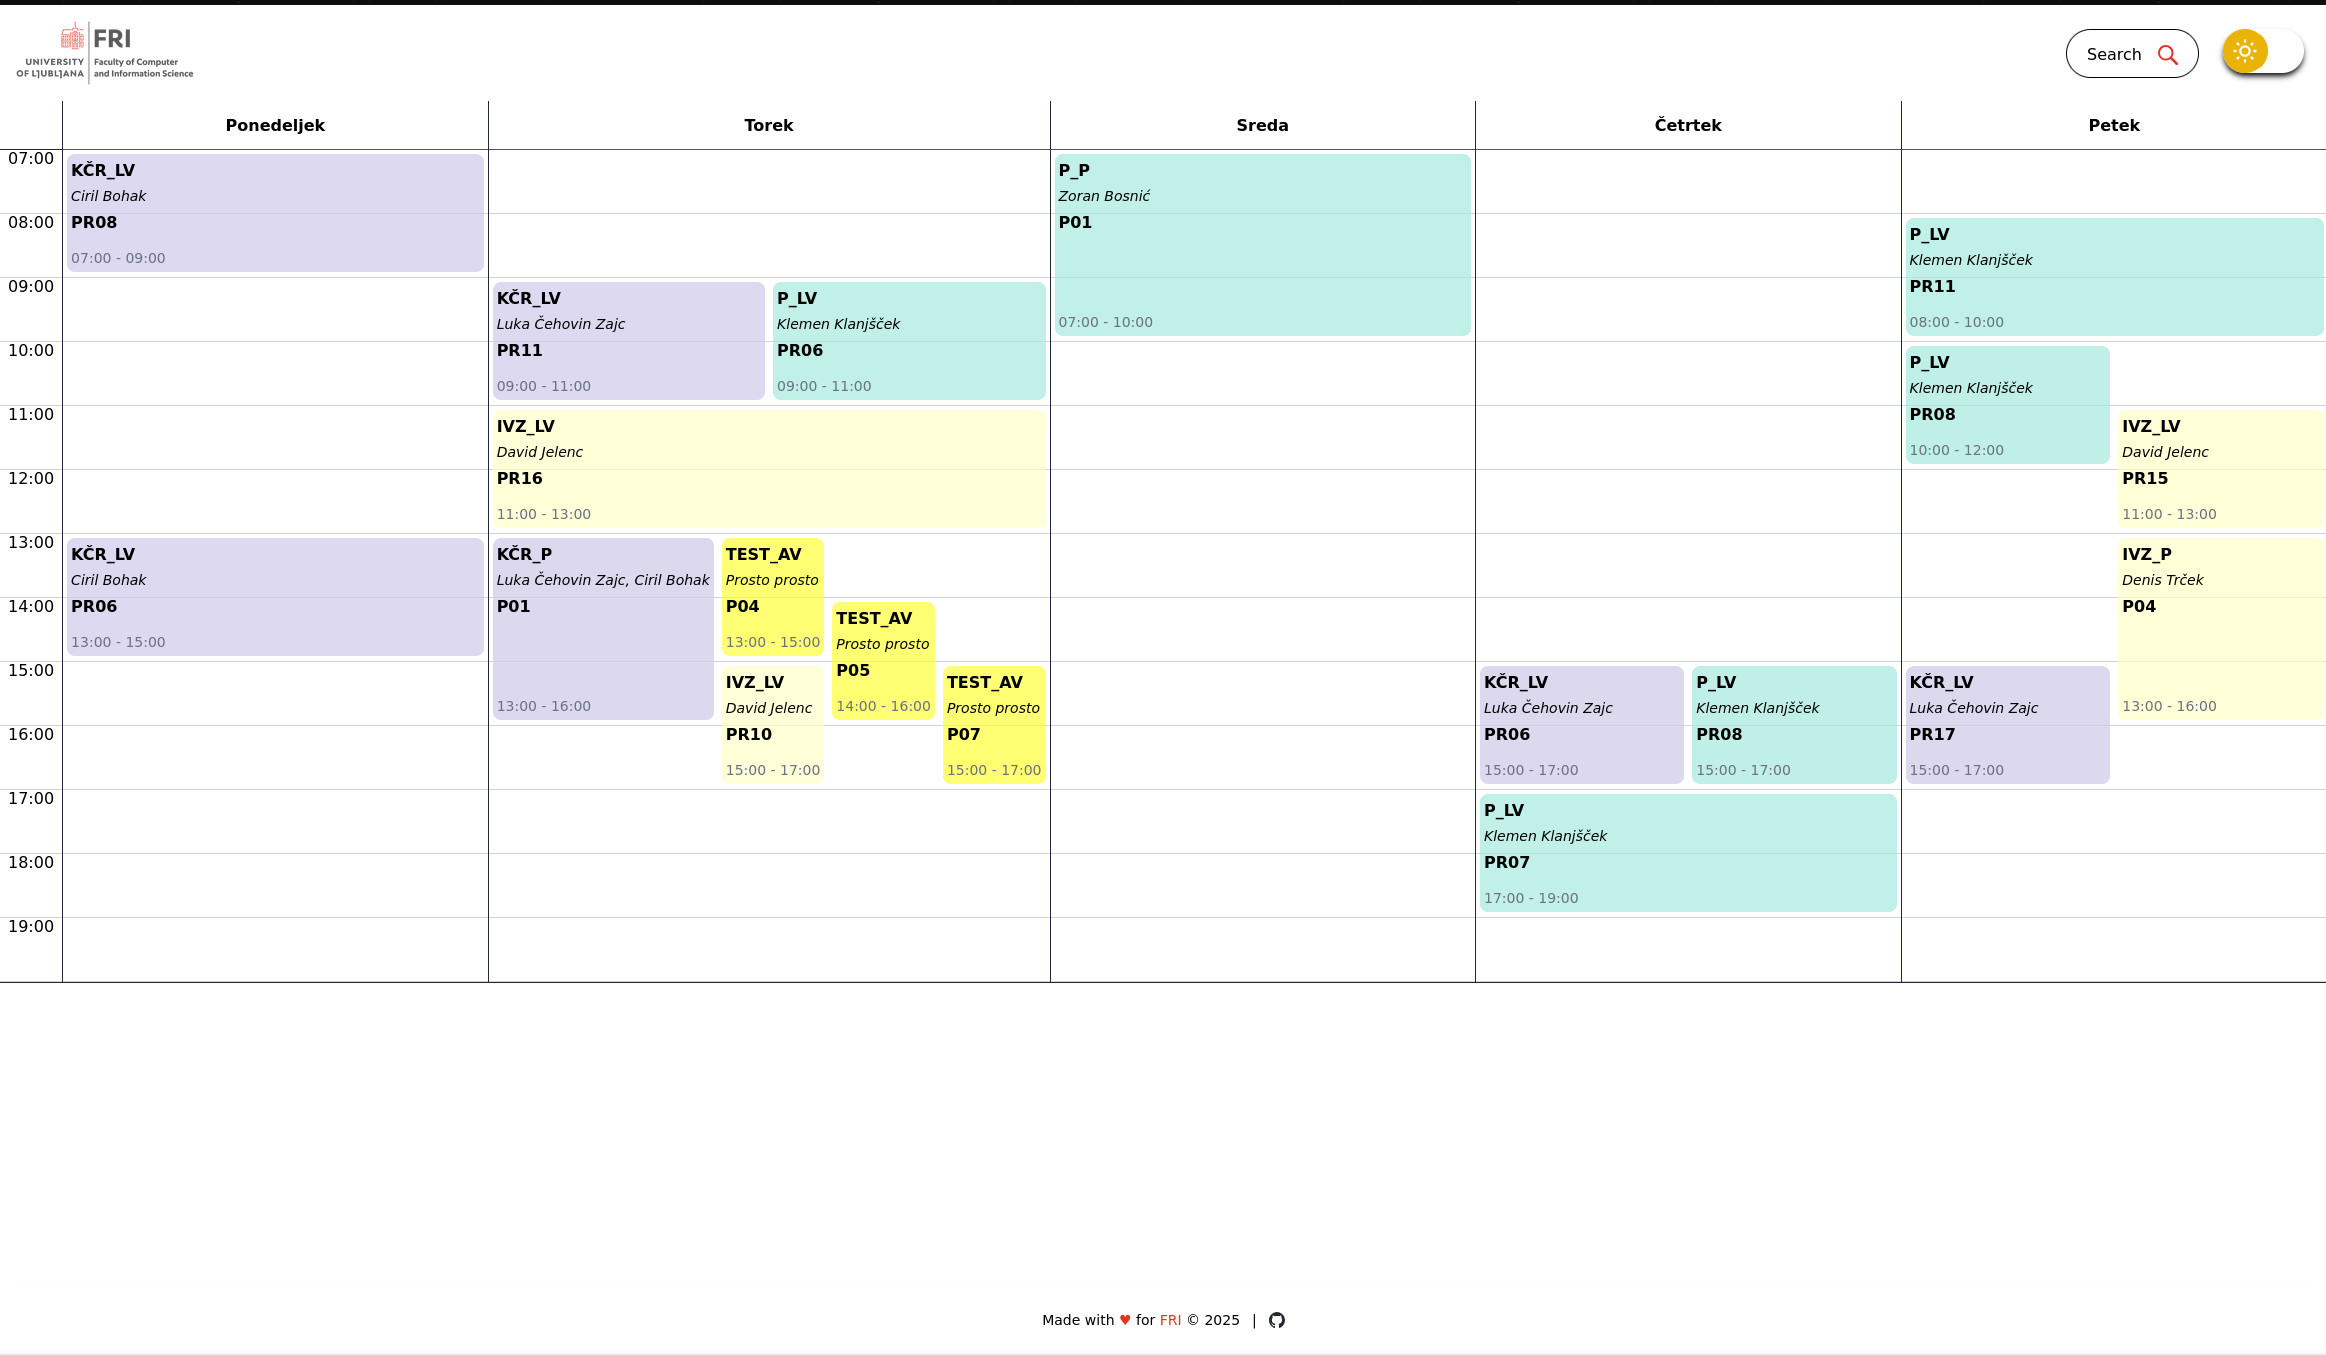 FRI
UNIVERSITY
OF LJUBLJANA
Faculty of Computer
and Information Science
Search
Ponedeljek
Torek
Sreda
Četrtek
Petek
07:00
08:00
09:00
10:00
11:00
12:00
13:00
14:00
15:00
16:00
17:00
18:00
19:00
KČR_LV
Ciril Bohak
PR08
07:00 - 09:00
KČR_LV
Ciril Bohak
PR06
13:00 - 15:00
KČR_LV
Luka Čehovin Zajc
PR11
09:00 - 11:00
P_LV
Klemen Klanjšček
PR06
09:00 - 11:00
IVZ_LV
David Jelenc
PR16
11:00 - 13:00
KČR_P
Luka Čehovin Zajc, Ciril Bohak
P01
13:00 - 16:00
TEST_AV
Prosto prosto
P04
13:00 - 15:00
TEST_AV
Prosto prosto
P05
14:00 - 16:00
IVZ_LV
David Jelenc
PR10
15:00 - 17:00
TEST_AV
Prosto prosto
P07
15:00 - 17:00
P_P
Zoran Bosnić
P01
07:00 - 10:00
KČR_LV
Luka Čehovin Zajc
PR06
15:00 - 17:00
P_LV
Klemen Klanjšček
PR08
15:00 - 17:00
P_LV
Klemen Klanjšček
PR07
17:00 - 19:00
P_LV
Klemen Klanjšček
PR11
08:00 - 10:00
P_LV
Klemen Klanjšček
PR08
10:00 - 12:00
IVZ_LV
David Jelenc
PR15
11:00 - 13:00
IVZ_P
Denis Trček
P04
13:00 - 16:00
KČR_LV
Luka Čehovin Zajc
PR17
15:00 - 17:00
Made with ♥ for FRI © 2025 |